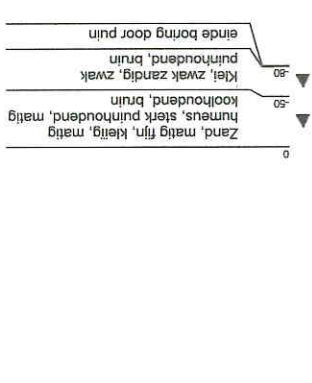 0
Zand, matig fijn, kleiig, matig
humeus, sterk puinhoudend, matig
koolhoudend, bruin
-50
Klei, zwak zandig, zwak
puinhoudend, bruin
-80
einde boring door puin